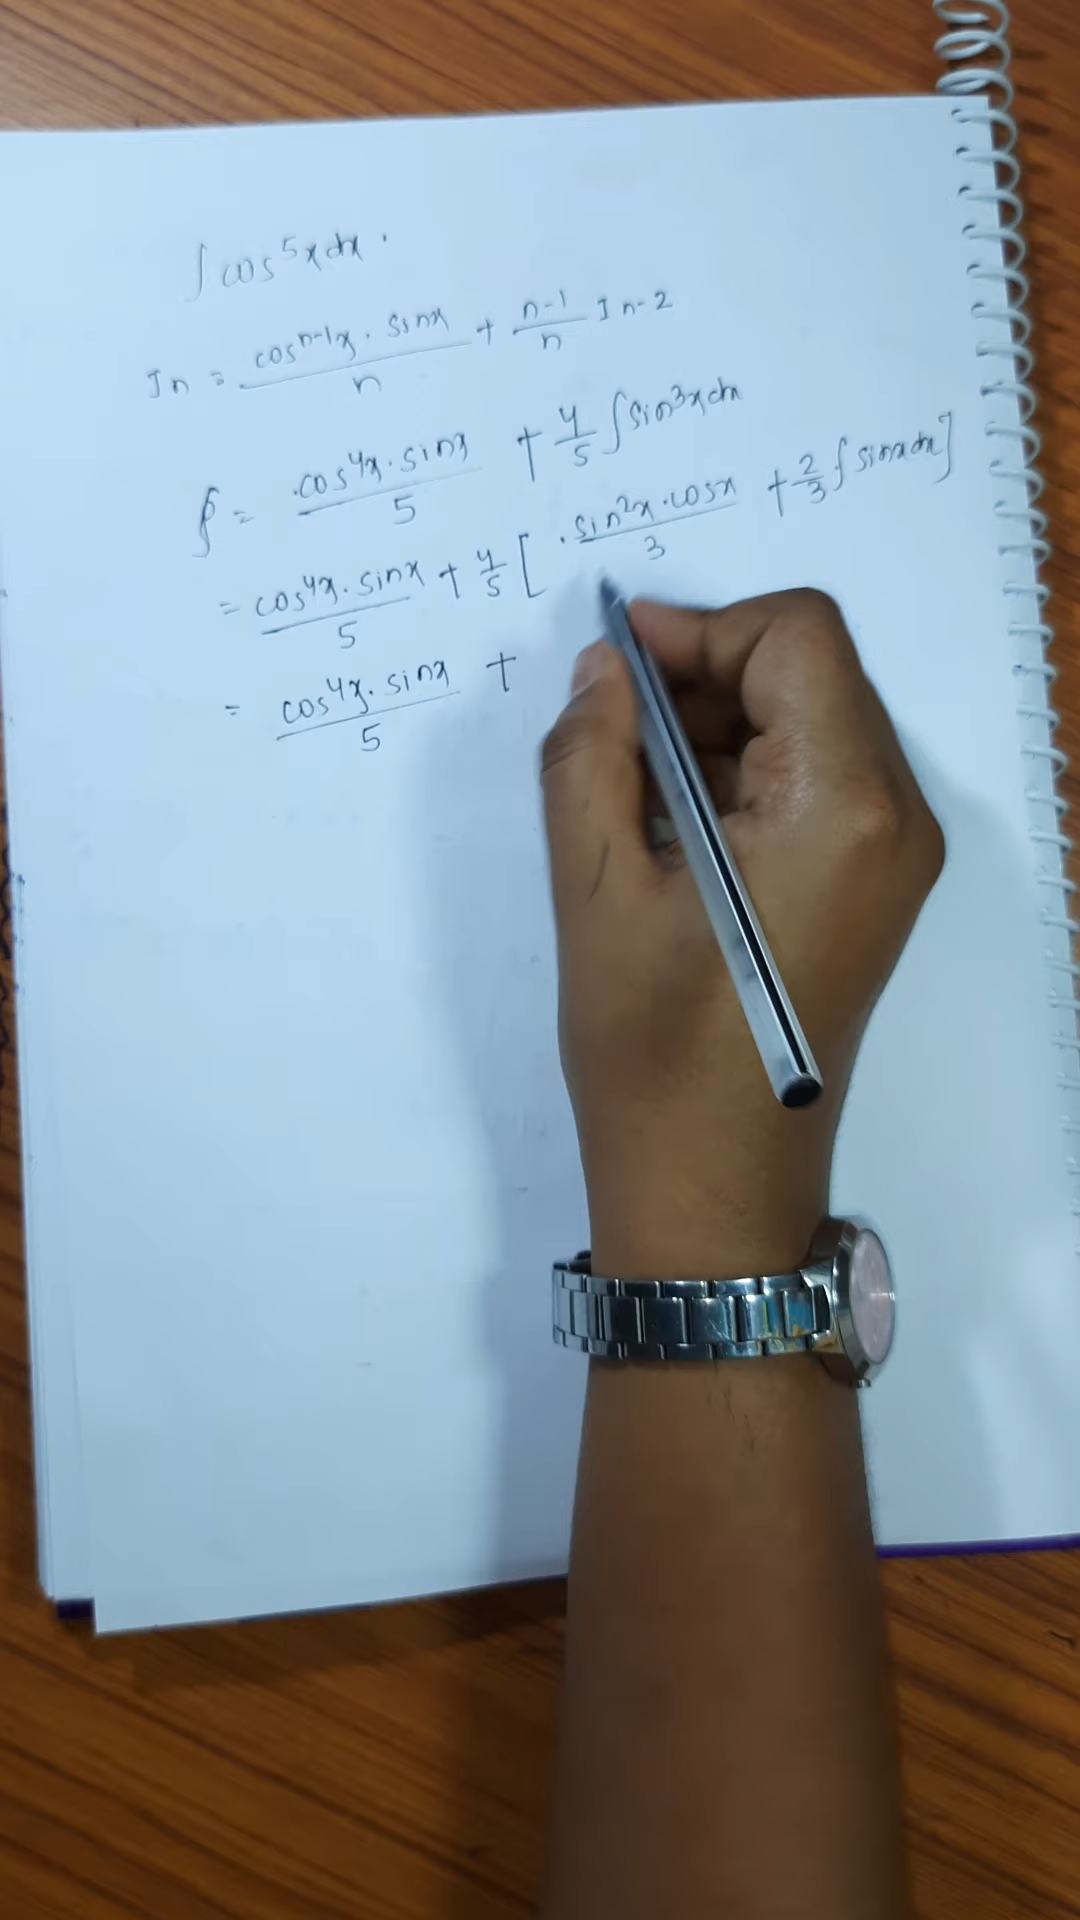 ∫cos⁵x dx.
Iₙ = cosⁿ⁻¹x · sinx / n + n-1 / n Iₙ₋₂
= cos⁴x · sinx / 5 + 4/5 ∫sin³x dx
= cos⁴x · sinx / 5 + 4/5 [ sin²x · cosx / 3 + 2/3 ∫ sinx dx ]
= cos⁴x · sinx / 5 +